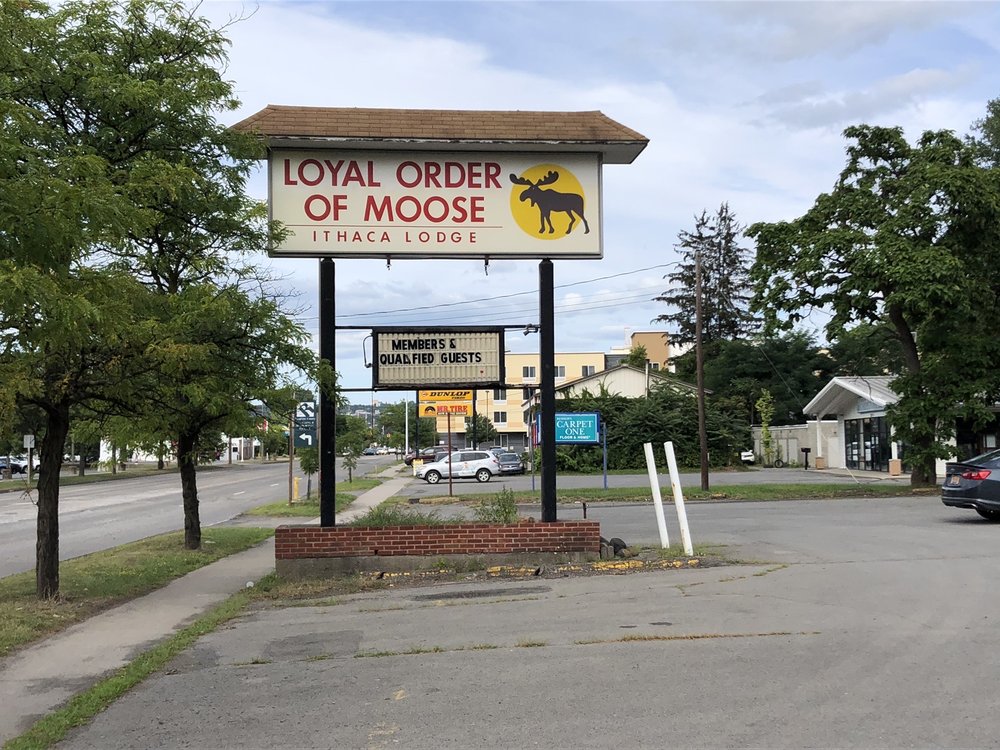 LOYAL ORDER
OF MOOSE
ITHACA LODGE
MEMBERS &
QUALIFIED GUESTS
DUNLOP
MR TIRE
CARPET
ONE
FLOOR & HOME